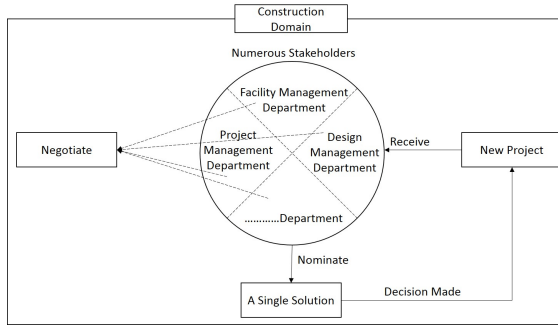 Construction
Domain
Numerous Stakeholders
Facility Management
Department
Project
Management
Department
Design
Management
Department
…………Department
Negotiate
Receive
New Project
Nominate
A Single Solution
Decision Made